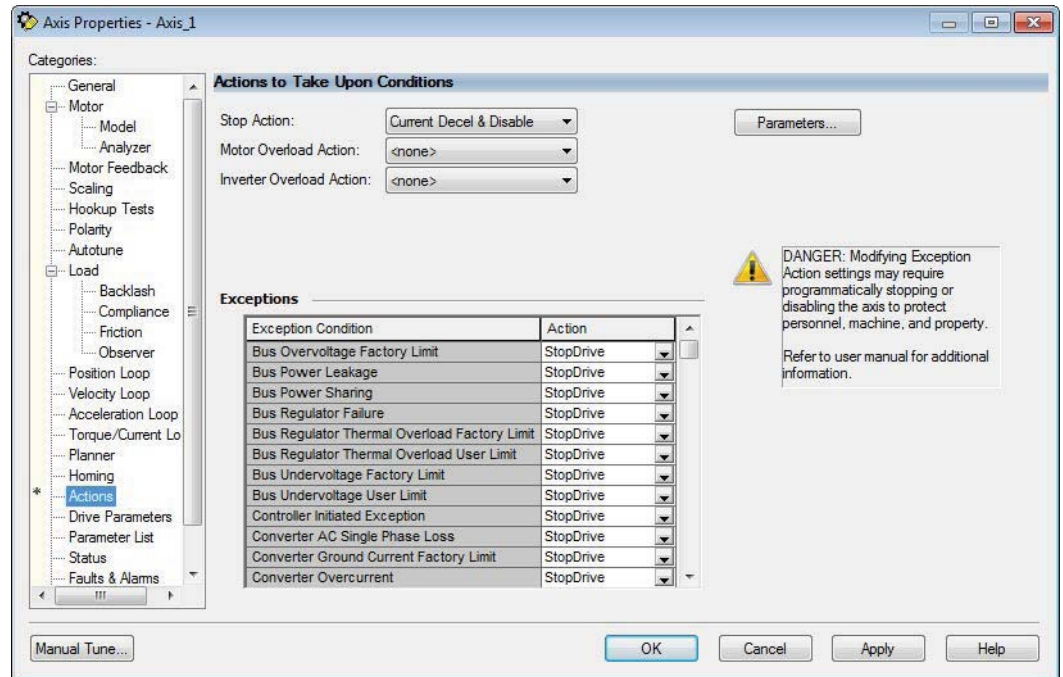 Axis Properties - Axis_1
Categories:
General
Motor
Model
Analyzer
Motor Feedback
Scaling
Hookup Tests
Polarity
Autotune
Load
Backlash
Compliance
Friction
Observer
Position Loop
Velocity Loop
Acceleration Loop
Torque/Current Lo
Planner
Homing
* Actions
Drive Parameters
Parameter List
Status
Faults & Alarms
Actions to Take Upon Conditions
Stop Action: Current Decel & Disable
Parameters...
Motor Overload Action: <none>
Inverter Overload Action: <none>
DANGER: Modifying Exception
Action settings may require
programmatically stopping or
disabling the axis to protect
personnel, machine, and property.
Refer to user manual for additional
information.
Exceptions
Exception Condition Action
Bus Overvoltage Factory Limit StopDrive
Bus Power Leakage StopDrive
Bus Power Sharing StopDrive
Bus Regulator Failure StopDrive
Bus Regulator Thermal Overload Factory Limit StopDrive
Bus Regulator Thermal Overload User Limit StopDrive
Bus Undervoltage Factory Limit StopDrive
Bus Undervoltage User Limit StopDrive
Controller Initiated Exception StopDrive
Converter AC Single Phase Loss StopDrive
Converter Ground Current Factory Limit StopDrive
Converter Overcurrent StopDrive
Manual Tune...
OK
Cancel
Apply
Help